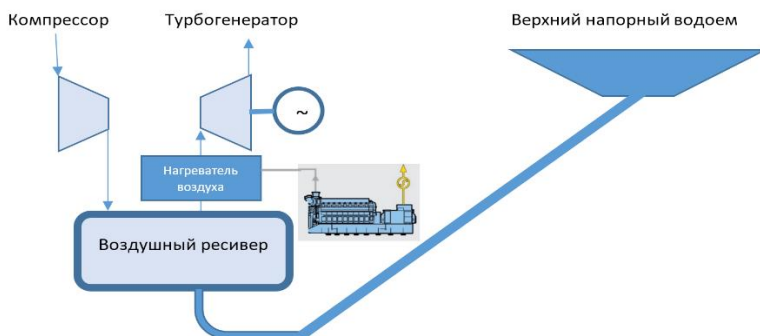 Компрессор
Турбогенератор
Верхний напорный водоем
~
Нагреватель
воздуха
Воздушный ресивер